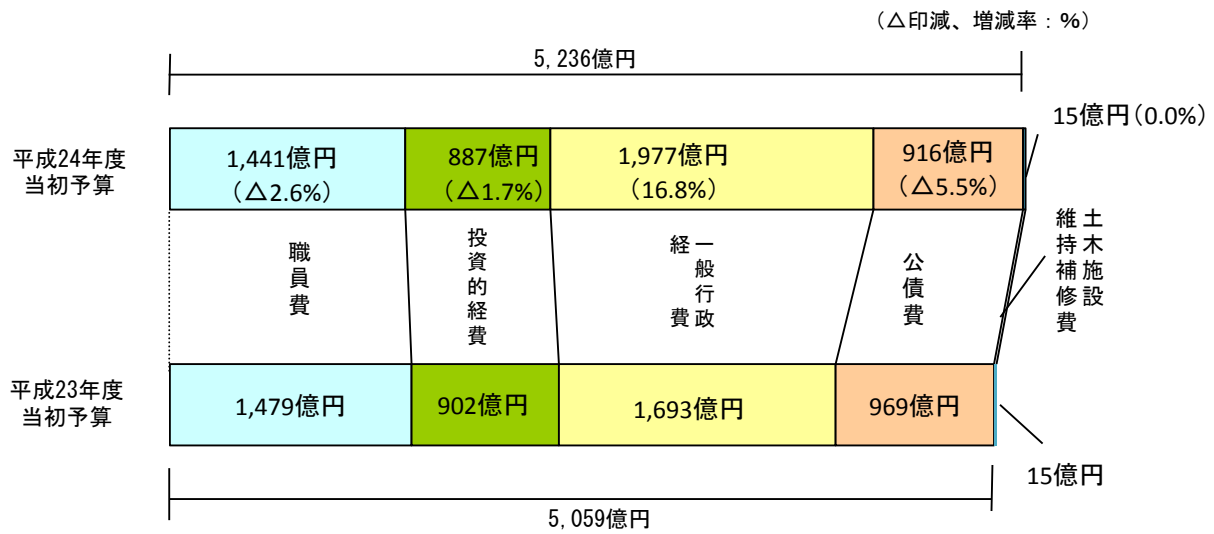 (△印減、増減率:%)
5,236億円
15億円(0.0%)
平成24年度
当初予算
1,441億円
(△2.6%)
887億円
(△1.7%)
1,977億円
(16.8%)
916億円
(△5.5%)
職員費
投資的経費
一般行政
経費
公債費
土木施設
維持補修費
平成23年度
当初予算
1,479億円
902億円
1,693億円
969億円
15億円
5,059億円